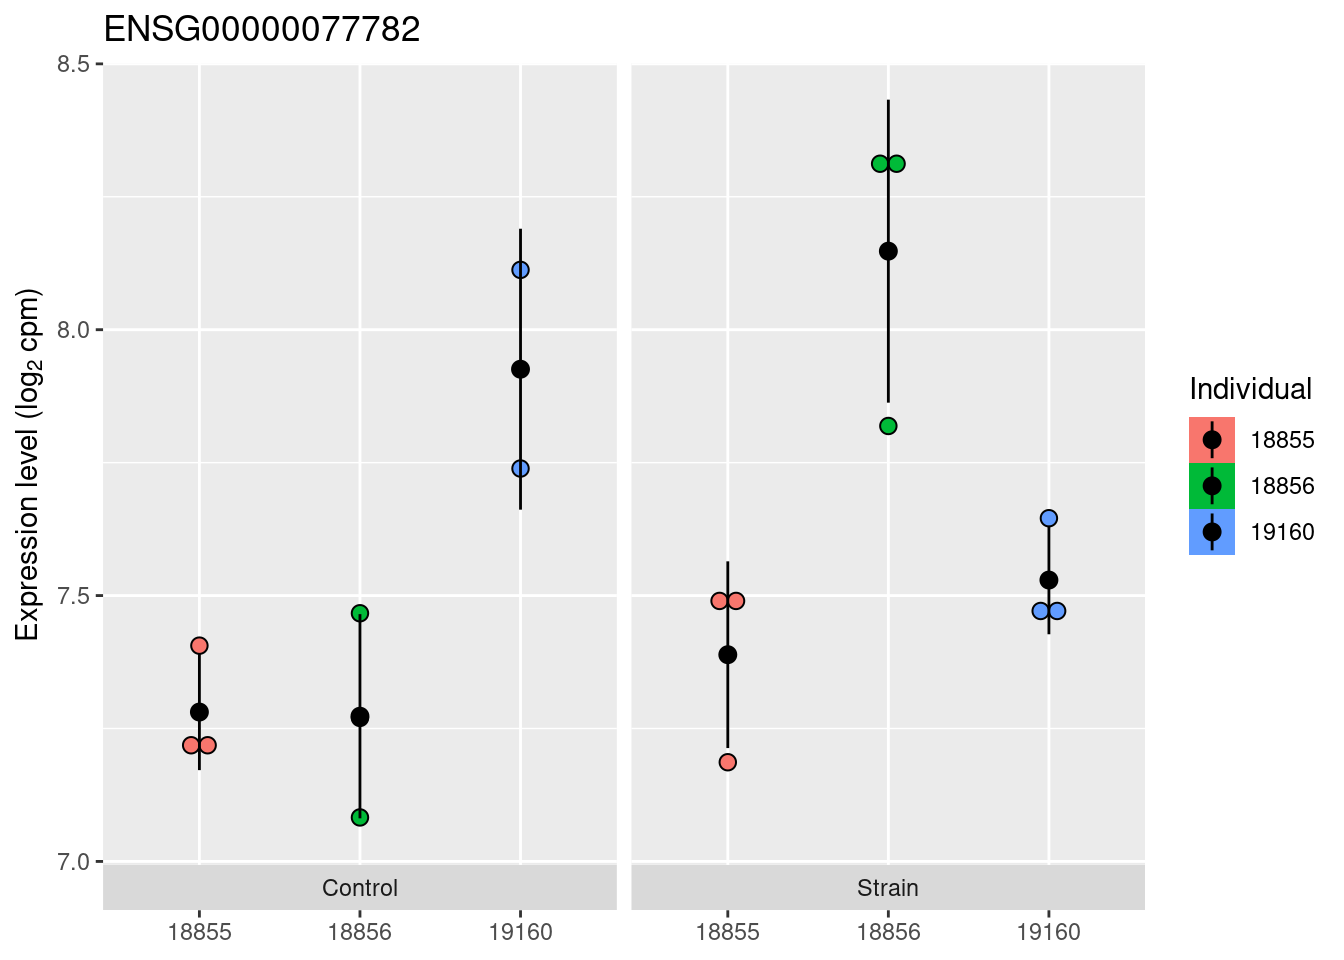 ENSG00000077782
8.5
8.0
7.5
7.0
Expression level (log₂ cpm)
Control
Strain
18855
18856
19160
18855
18856
19160
Individual
18855
18856
19160